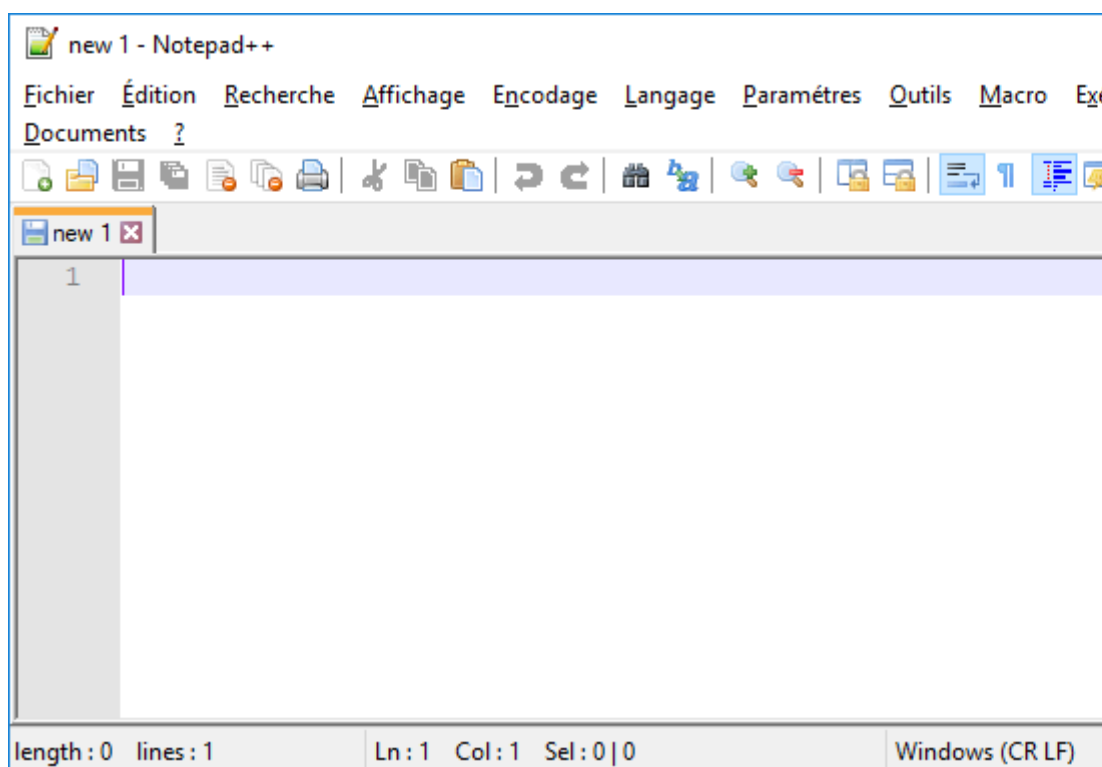 new 1 - Notepad++
Fichier Édition Recherche Affichage Encodage Langage Paramétres Outils Macro
Documents ?
new 1
1
length : 0 lines : 1 Ln : 1 Col : 1 Sel : 0 | 0 Windows (CR LF)